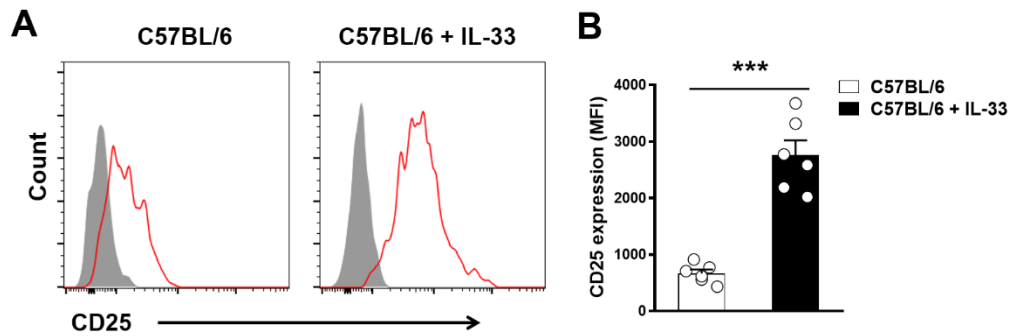 A
C57BL/6
C57BL/6 + IL-33
Count
CD25
B
CD25 expression (MFI)
4000
3000
2000
1000
0
***
C57BL/6
C57BL/6 + IL-33